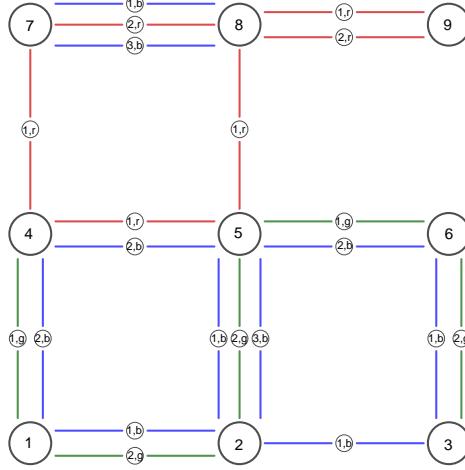 1,b
7 2,r 8 1,r 9
3,b 2,r
1,r 1,r
4 1,r 5 1,g 6
2,b 2,b
1,g 2,b 1,b 2,g 3,b 1,b 2,g
1 1,b 2 1,b 3
2,g